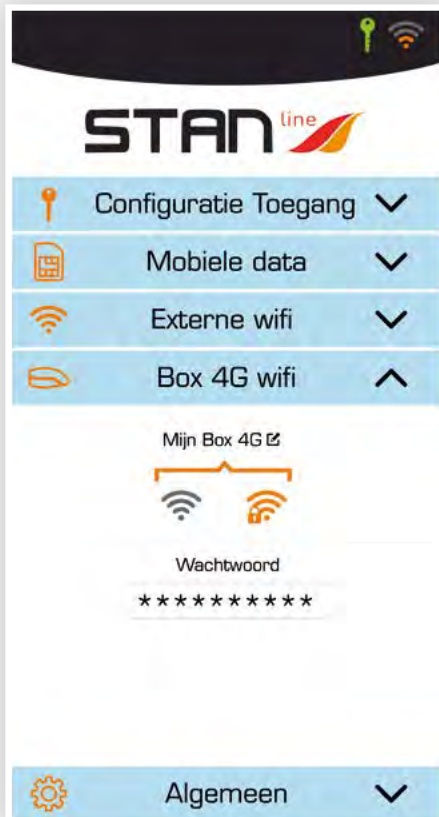 STAN line
Configuratie Toegang
Mobiele data
Externe wifi
Box 4G wifi
Mijn Box 4G
Wachtwoord
**********
Algemeen